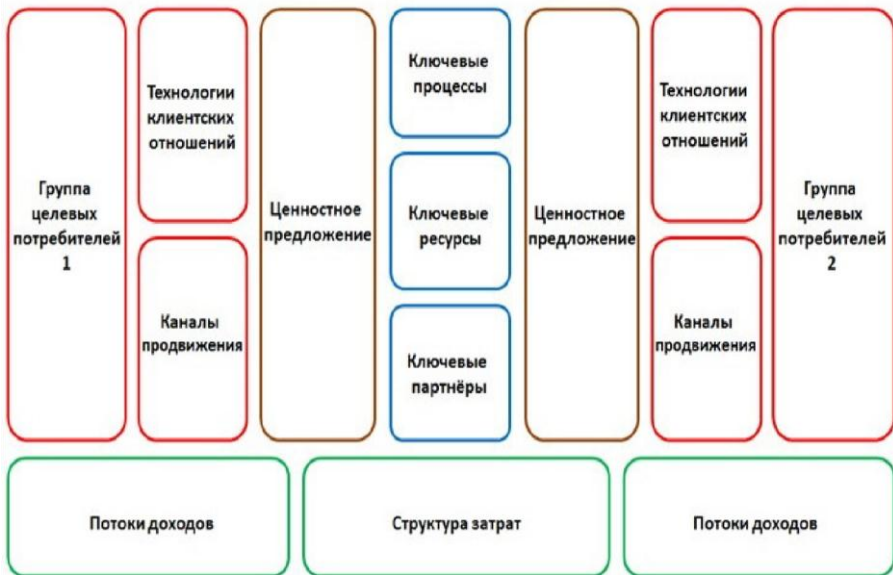 Группа
целевых
потребителей
1
Технологии
клиентских
отношений
Каналы
продвижения
Ценностное
предложение
Ключевые
процессы
Ключевые
ресурсы
Ключевые
партнёры
Ценностное
предложение
Технологии
клиентских
отношений
Каналы
продвижения
Группа
целевых
потребителей
2
Потоки доходов
Структура затрат
Потоки доходов